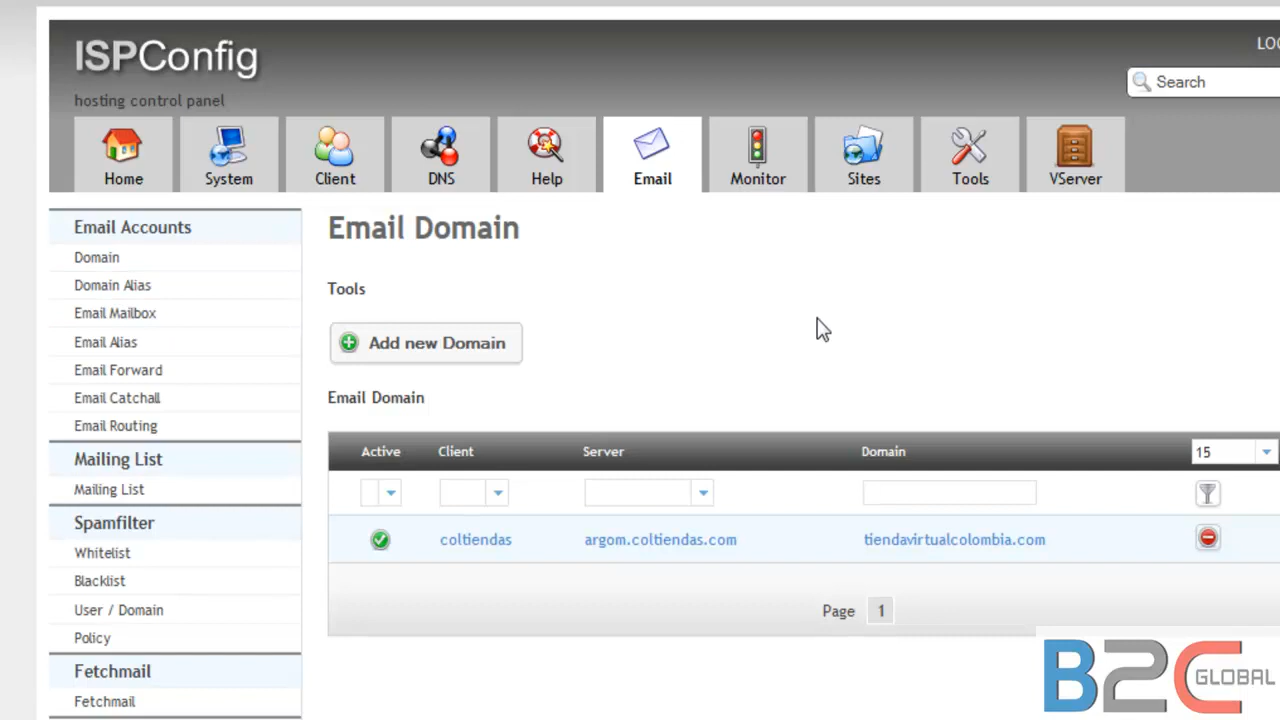 ISPConfig
LOG
hosting control panel
Search
Home System Client DNS Help Email Monitor Sites Tools VServer
Email Accounts
Domain
Domain Alias
Email Mailbox
Email Alias
Email Forward
Email Catchall
Email Routing
Mailing List
Mailing List
Spamfilter
Whitelist
Blacklist
User / Domain
Policy
Fetchmail
Fetchmail
Email Domain
Tools
Add new Domain
Email Domain
Active Client Server Domain 15
coltiendas argom.coltiendas.com tiendavirtualcolombia.com
Page 1
B2C GLOBAL